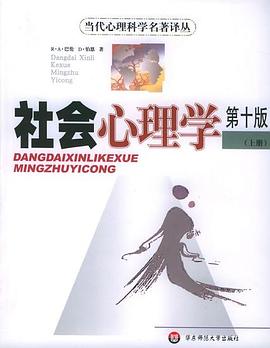 当代心理科学名著译丛
R·A·巴伦 D·伯恩 著
Dangdai Xinli
Kexue
Mingzhu
Yicong
社会心理学 第十版
(上册)
DANGDAIXINLIKEXUE
MINGZHUYICONG
华东师范大学出版社